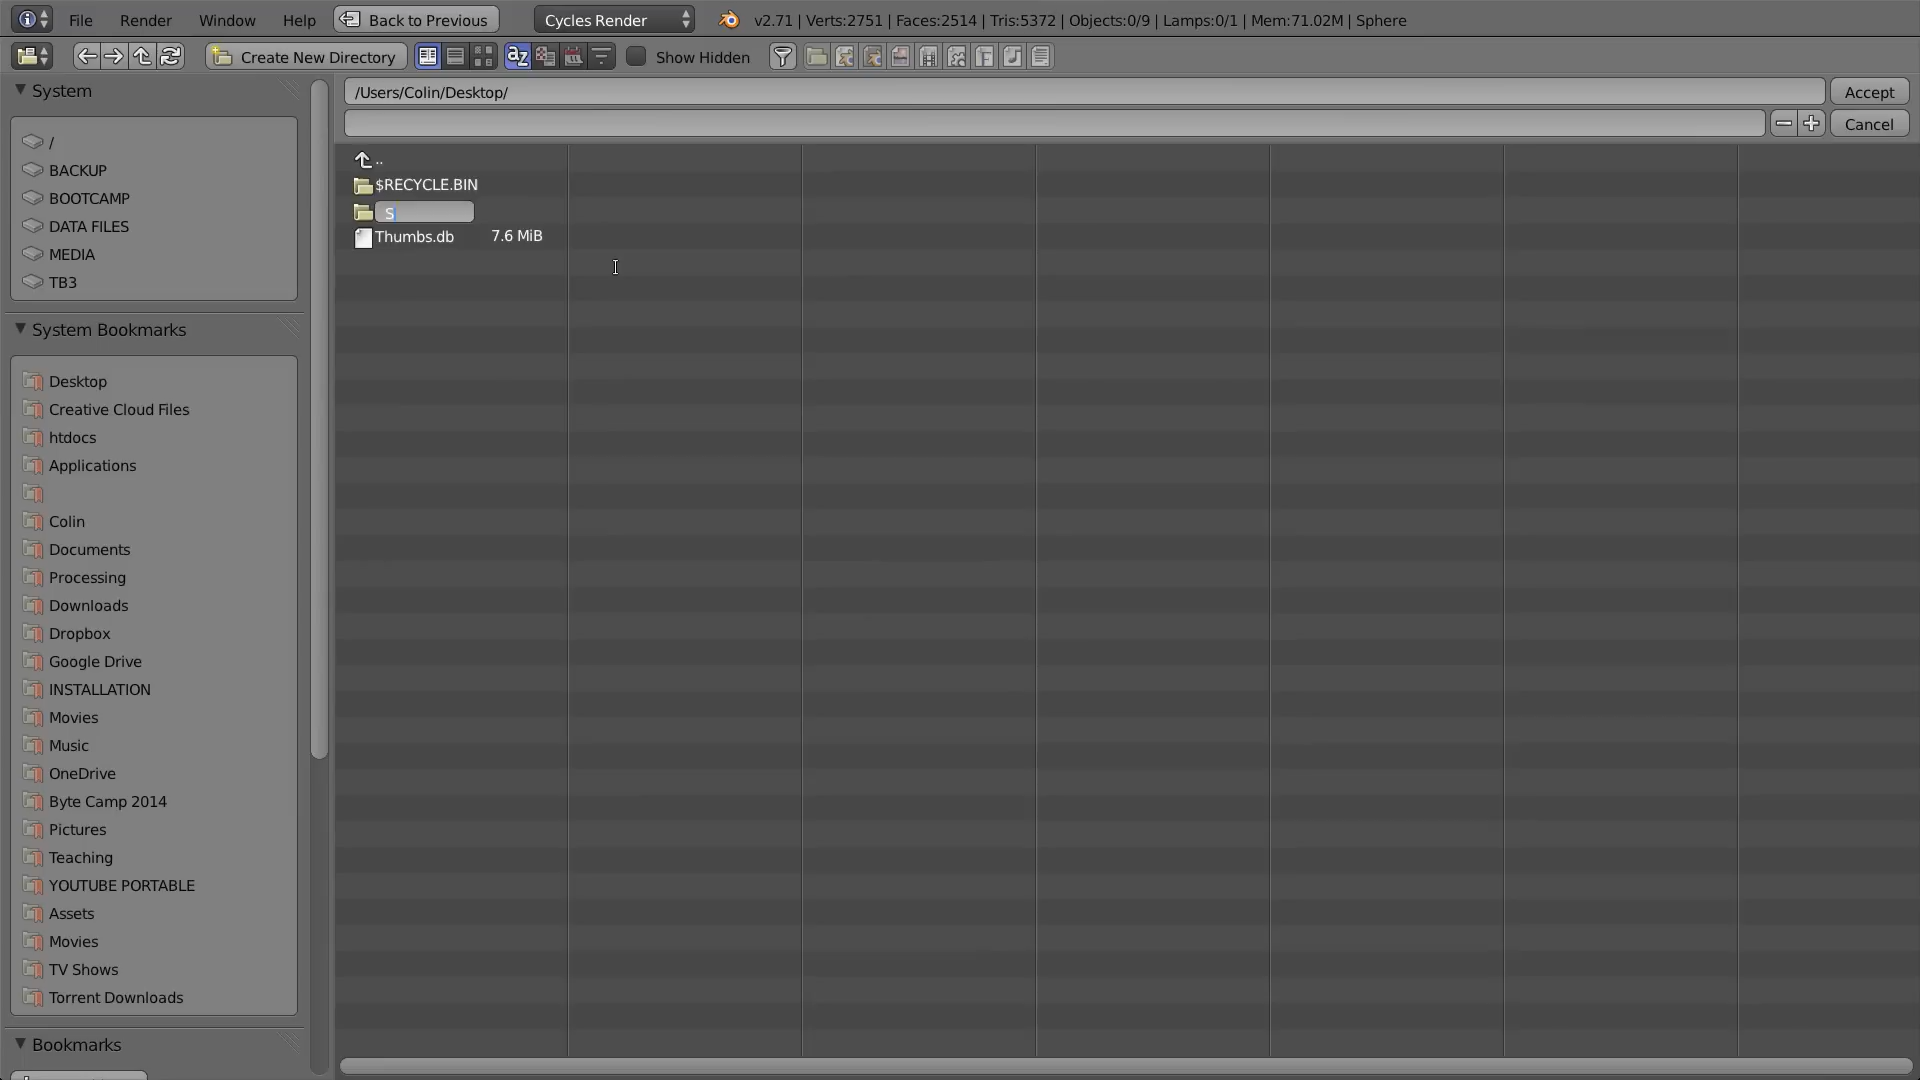 File Render Window Help Back to Previous Cycles Render v2.71 | Verts:2751 | Faces:2514 | Tris:5372 | Objects:0/9 | Lamps:0/1 | Mem:71.02M | Sphere
Create New Directory Show Hidden
System
/Users/Colin/Desktop/ Accept
Cancel
/
BACKUP
BOOTCAMP
DATA FILES
MEDIA
TB3
..
$RECYCLE.BIN
S
Thumbs.db 7.6 MiB
System Bookmarks
Desktop
Creative Cloud Files
htdocs
Applications
Colin
Documents
Processing
Downloads
Dropbox
Google Drive
INSTALLATION
Movies
Music
OneDrive
Byte Camp 2014
Pictures
Teaching
YOUTUBE PORTABLE
Assets
Movies
TV Shows
Torrent Downloads
Bookmarks